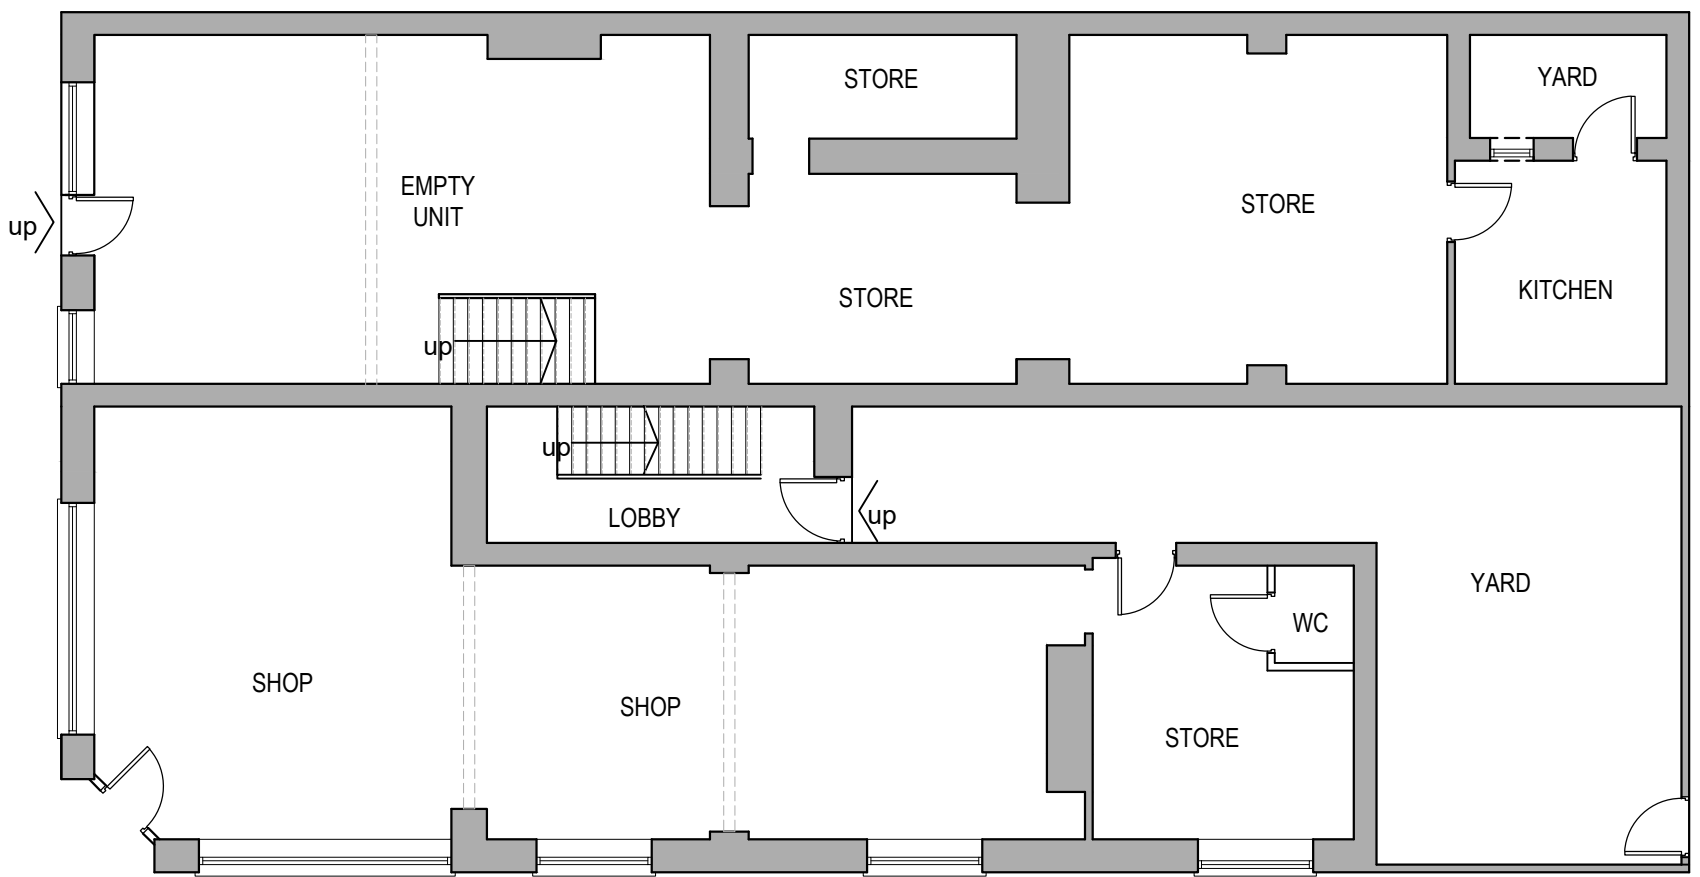 STORE
YARD
EMPTY
UNIT
STORE
up
KITCHEN
STORE
up
up
LOBBY
up
YARD
WC
SHOP
SHOP
STORE